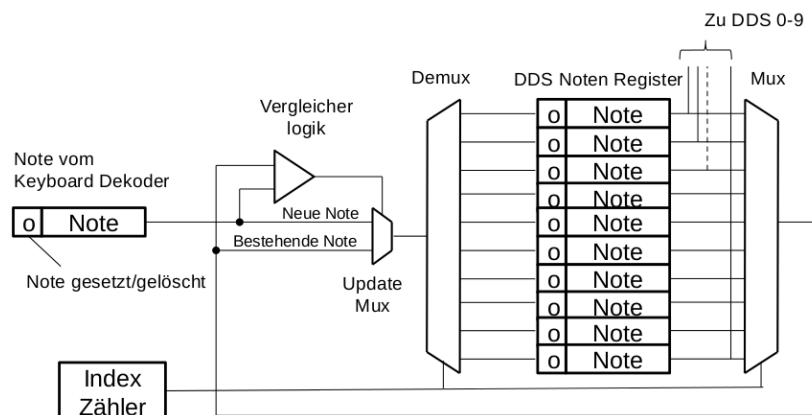 Zu DDS 0-9
Demux
DDS Noten Register
Mux
Vergleicher
logik
Note vom
Keyboard Dekoder
o Note
Note gesetzt/gelöscht
Neue Note
Bestehende Note
Update
Mux
o Note
o Note
o Note
o Note
o Note
o Note
o Note
o Note
o Note
o Note
Index
Zähler